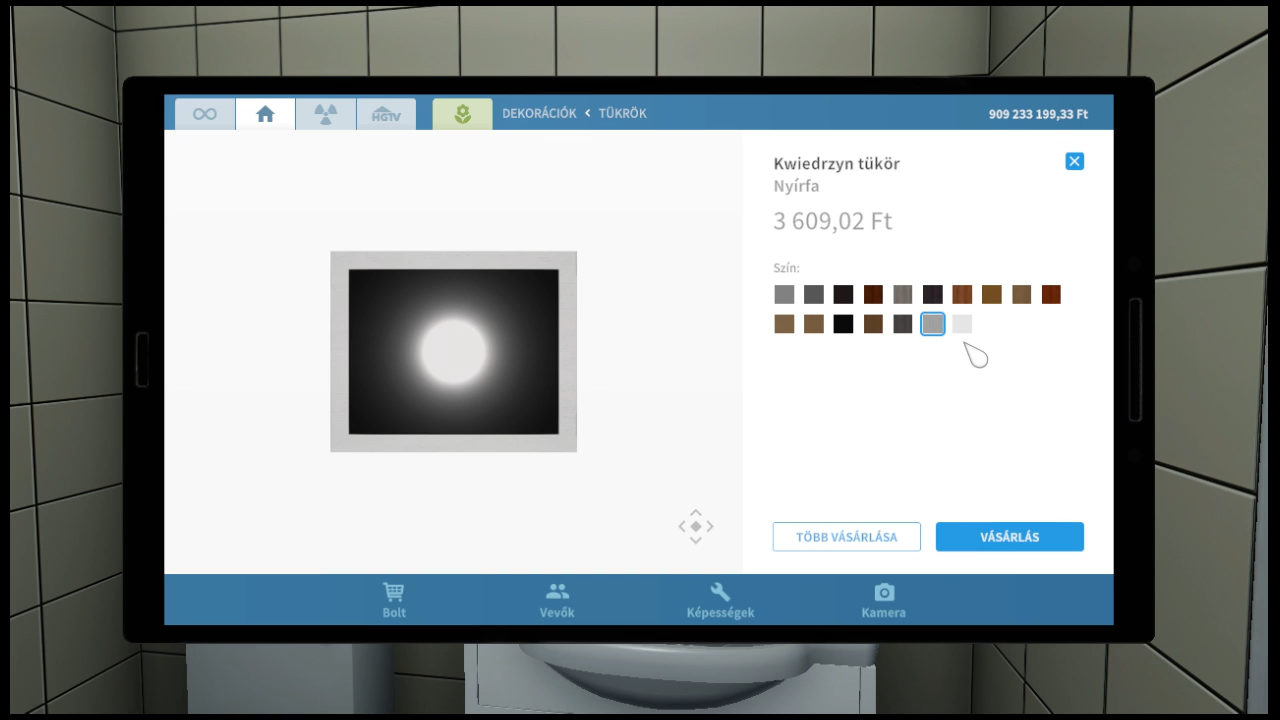 HGTV
DEKORÁCIÓK < TÜKRÖK
909 233 199,33 Ft
Kwiedrzyn tükör
Nyírfa
3 609,02 Ft
Szín:
TÖBB VÁSÁRLÁSA
VÁSÁRLÁS
Bolt
Vevők
Képességek
Kamera